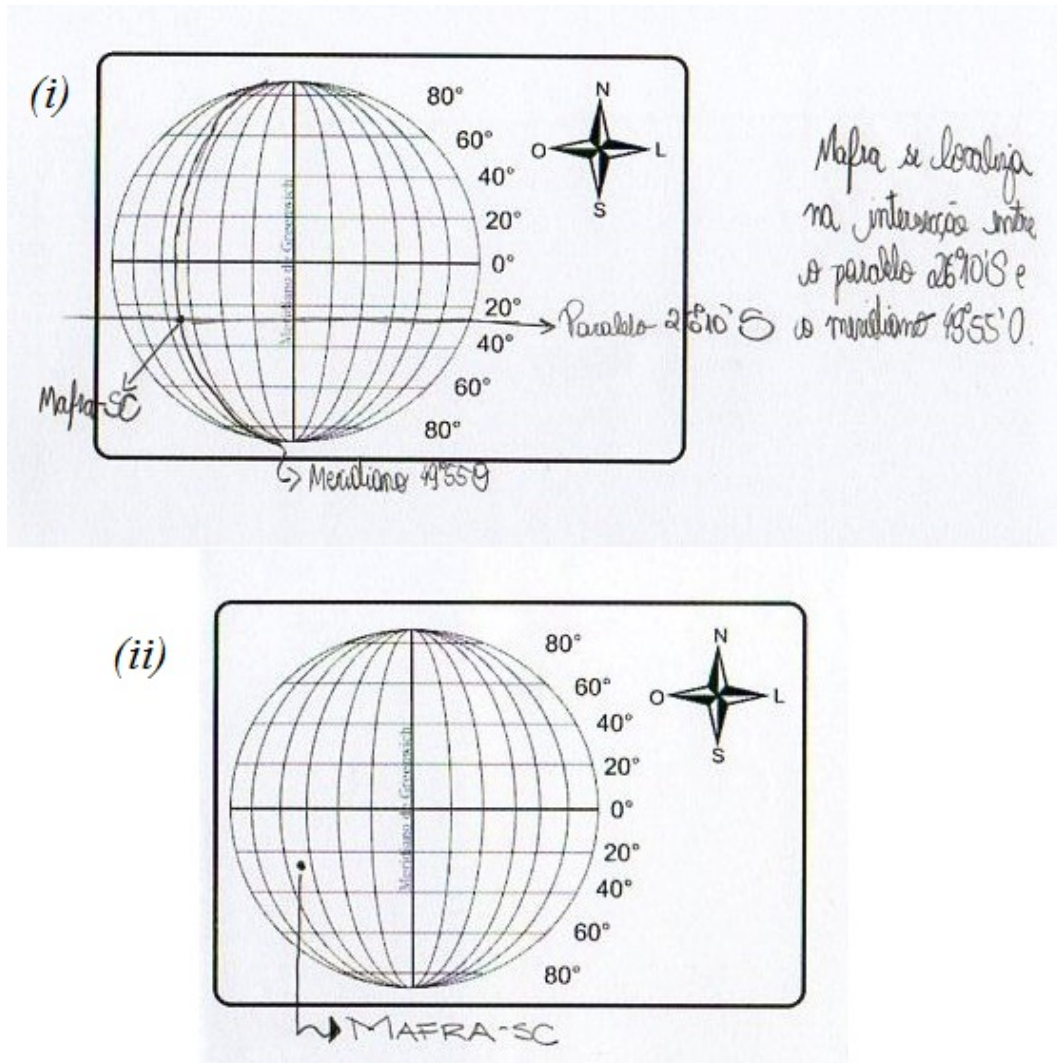 (i)
80°
60°
40°
20°
0°
20°
40°
60°
80°
Meridiano de Greenwich
N
O L
S
Mafra-SC
Paralelo 26°10'S
Meridiano 49°55'O
Mafra se localiza
na intersecção entre
o paralelo 26°10'S e
o meridiano 49°55'O.
(ii)
80°
60°
40°
20°
0°
20°
40°
60°
80°
Meridiano de Greenwich
N
O L
S
MAFRA-SC